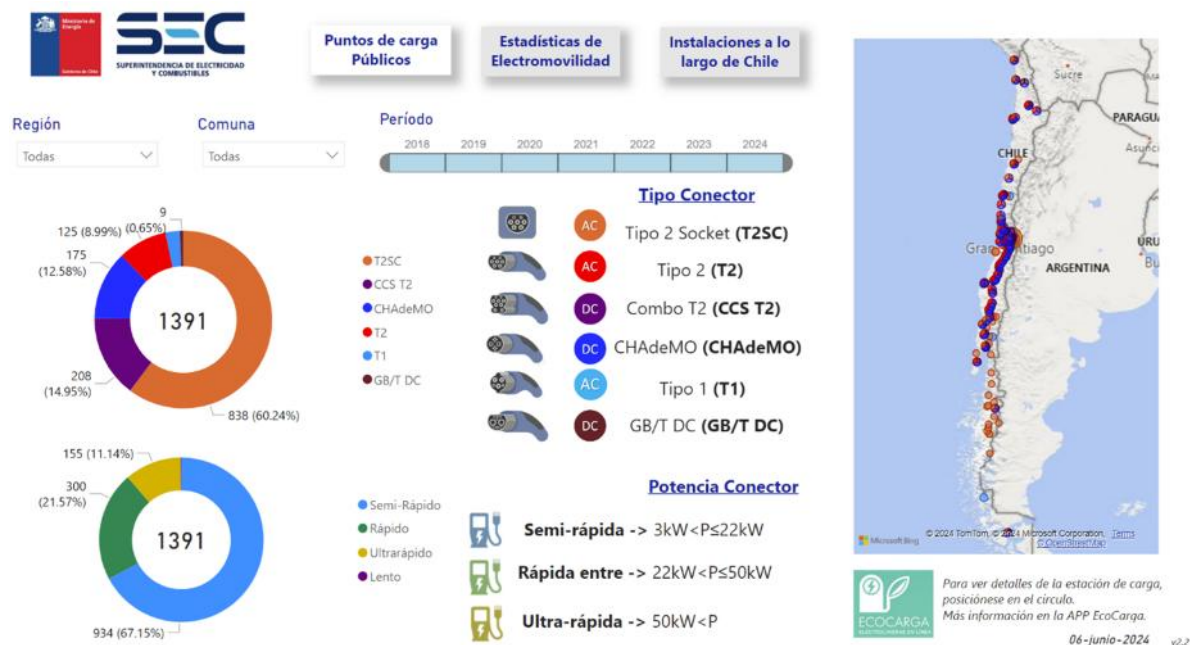 Ministerio de
Energía
Gobierno de Chile
SEC
SUPERINTENDENCIA DE ELECTRICIDAD
Y COMBUSTIBLES
Puntos de carga
Públicos
Estadísticas de
Electromovilidad
Instalaciones a lo
largo de Chile
Región
Todas
Comuna
Todas
Período
2018 2019 2020 2021 2022 2023 2024
9
(0.65%)
125 (8.99%)
175
(12.58%)
208
(14.95%)
838 (60.24%)
1391
T2SC
CCS T2
CHAdeMO
T2
T1
GB/T DC
Tipo Conector
AC Tipo 2 Socket (T2SC)
AC Tipo 2 (T2)
DC Combo T2 (CCS T2)
DC CHAdeMO (CHAdeMO)
AC Tipo 1 (T1)
DC GB/T DC (GB/T DC)
155 (11.14%)
300
(21.57%)
934 (67.15%)
1391
Semi-Rápido
Rápido
Ultrarápido
Lento
Potencia Conector
Semi-rápida -> 3kW<P≤22kW
Rápida entre -> 22kW<P≤50kW
Ultra-rápida -> 50kW<P
Sucre
PARAGUA
Asunci
CHILE
Gran Santiago
ARGENTINA
URU
Bu
Microsoft Bing
© 2024 TomTom, © 2024 Microsoft Corporation, Terms
© OpenStreetMap
ECOCARGA
ELECTROLINERAS EN LÍNEA
Para ver detalles de la estación de carga,
posiciónese en el circulo.
Más información en la APP EcoCarga.
06-junio-2024 v2.2